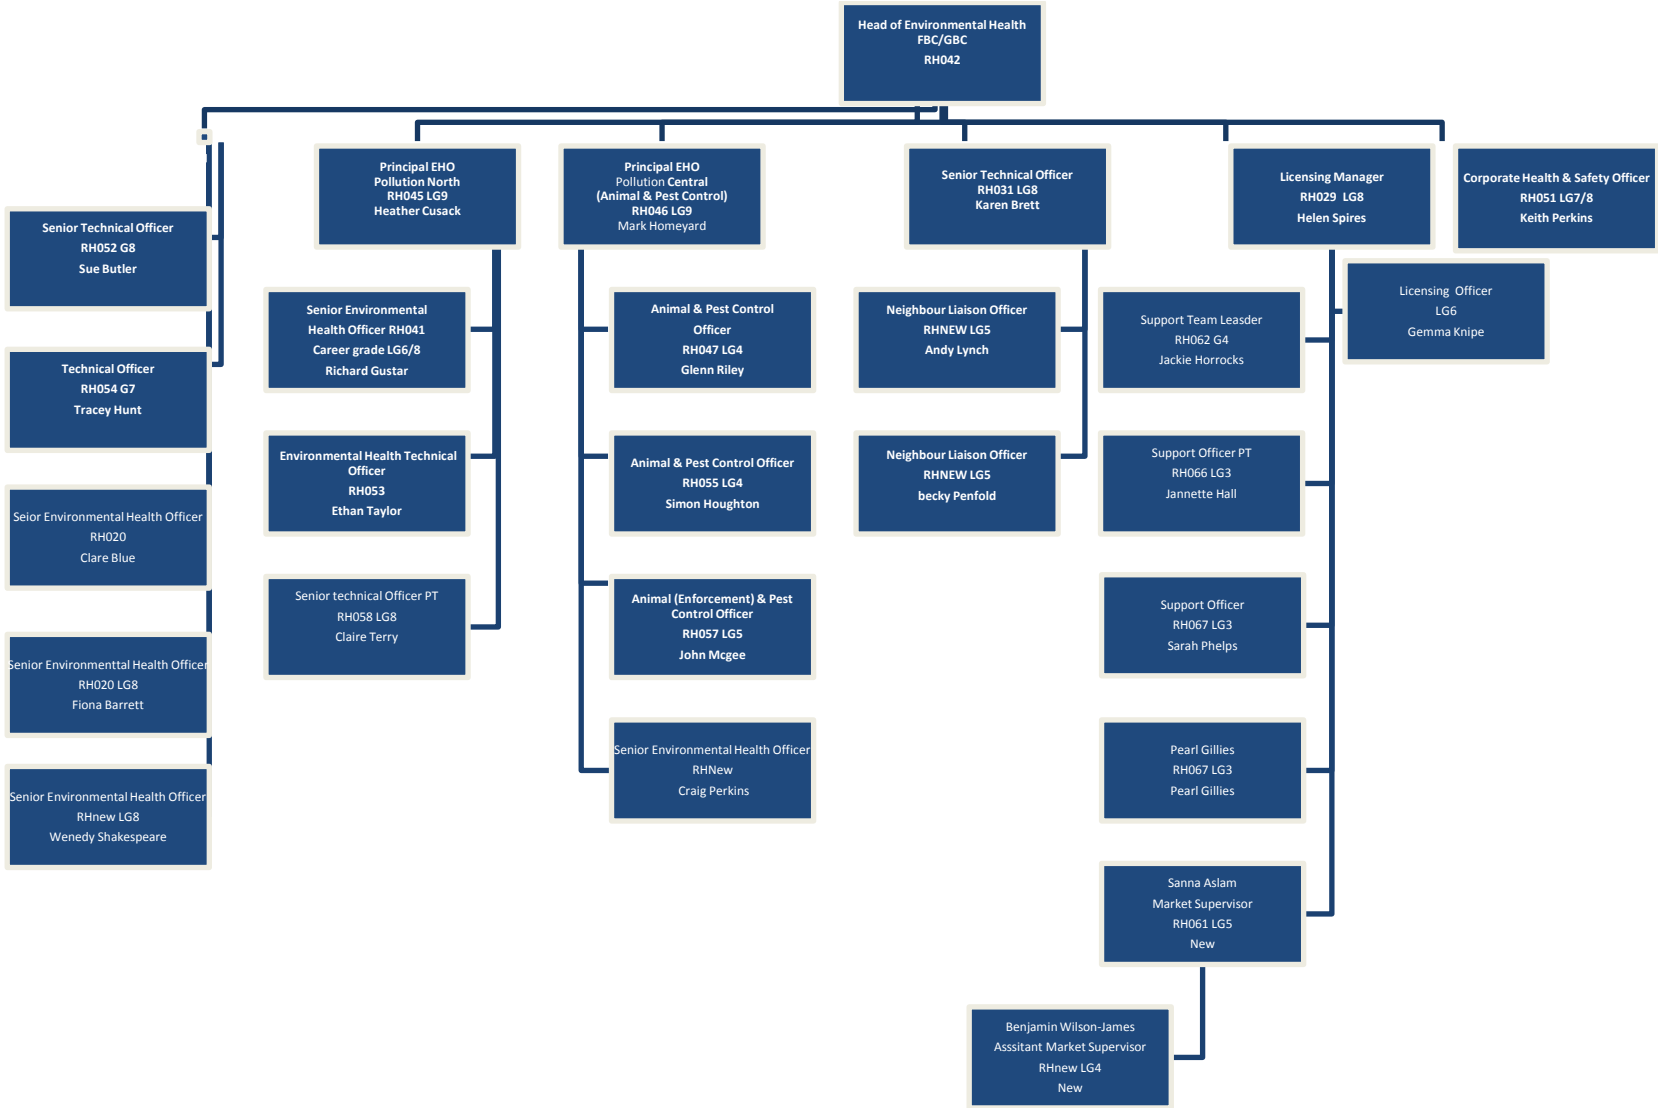 Head of Environmental Health
FBC/GBC
RH042
Principal EHO
Pollution North
RH045 LG9
Heather Cusack
Principal EHO
Pollution Central
(Animal & Pest Control)
RH046 LG9
Mark Homeyard
Senior Technical Officer
RH031 LG8
Karen Brett
Licensing Manager
RH029 LG8
Helen Spires
Corporate Health & Safety Officer
RH051 LG7/8
Keith Perkins
Senior Technical Officer
RH052 G8
Sue Butler
Technical Officer
RH054 G7
Tracey Hunt
Seior Environmental Health Officer
RH020
Clare Blue
Senior Environmenttal Health Officer
RH020 LG8
Fiona Barrett
Senior Environmental Health Officer
RHnew LG8
Wenedy Shakespeare
Senior Environmental
Health Officer RH041
Career grade LG6/8
Richard Gustar
Environmental Health Technical
Officer
RH053
Ethan Taylor
Senior technical Officer PT
RH058 LG8
Claire Terry
Animal & Pest Control
Officer
RH047 LG4
Glenn Riley
Animal & Pest Control Officer
RH055 LG4
Simon Houghton
Animal (Enforcement) & Pest
Control Officer
RH057 LG5
John Mcgee
Senior Environmental Health Officer
RHNew
Craig Perkins
Neighbour Liaison Officer
RHNEW LG5
Andy Lynch
Neighbour Liaison Officer
RHNEW LG5
becky Penfold
Licensing Officer
LG6
Gemma Knipe
Support Team Leasder
RH062 G4
Jackie Horrocks
Support Officer PT
RH066 LG3
Jannette Hall
Support Officer
RH067 LG3
Sarah Phelps
Pearl Gillies
RH067 LG3
Pearl Gillies
Sanna Aslam
Market Supervisor
RH061 LG5
New
Benjamin Wilson-James
Asssitant Market Supervisor
RHnew LG4
New